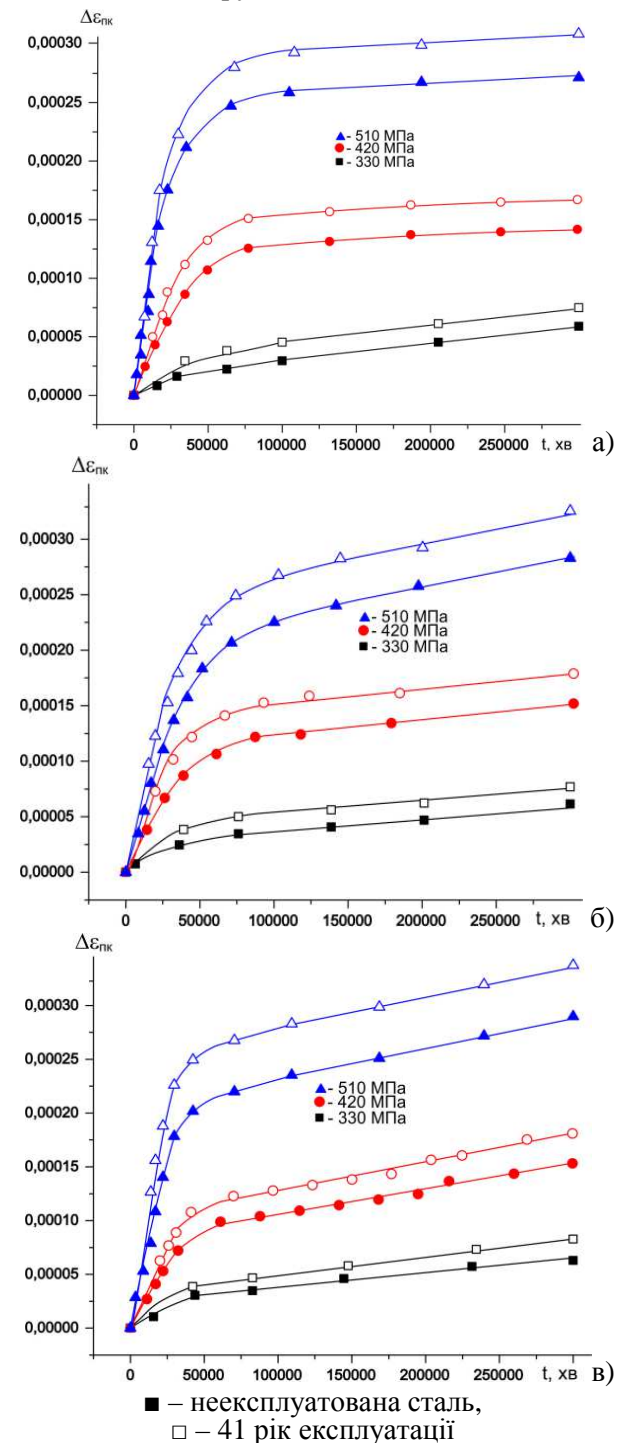 Δεпк
0,00030
0,00025
0,00020
0,00015
0,00010
0,00005
0,00000
▲- 510 МПа
●- 420 МПа
■- 330 МПа
0 50000 100000 150000 200000 250000 t, хв а)
Δεпк
0,00030
0,00025
0,00020
0,00015
0,00010
0,00005
0,00000
▲- 510 МПа
●- 420 МПа
■- 330 МПа
0 50000 100000 150000 200000 250000 t, хв б)
Δεпк
0,00030
0,00025
0,00020
0,00015
0,00010
0,00005
0,00000
▲- 510 МПа
●- 420 МПа
■- 330 МПа
0 50000 100000 150000 200000 250000 t, хв в)
■ – неексплуатована сталь,
□ – 41 рік експлуатації